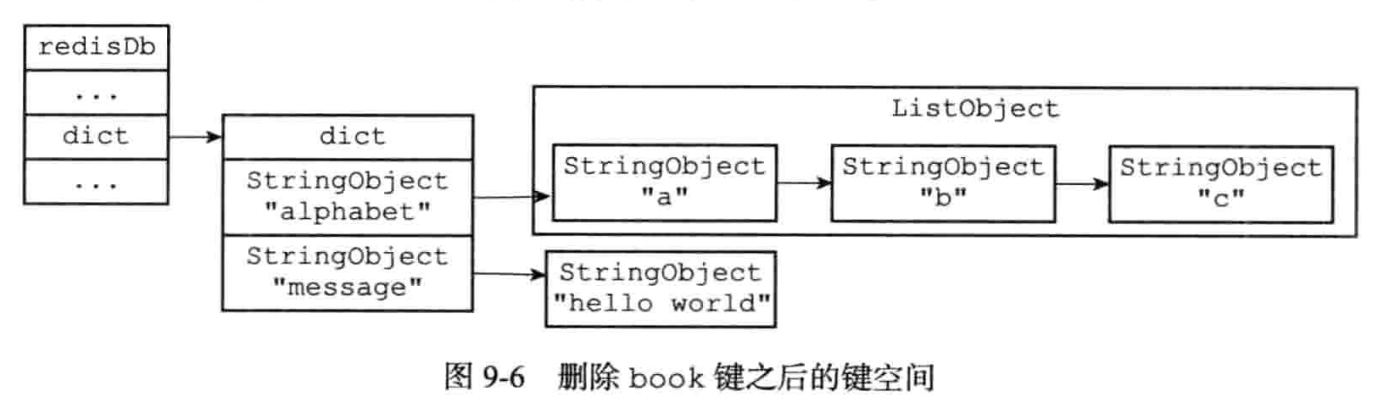 redisDb
...
dict
...
dict
StringObject
"alphabet"
StringObject
"message"
ListObject
StringObject
"a"
StringObject
"b"
StringObject
"c"
StringObject
"hello world"
图 9-6 删除 book 键之后的键空间